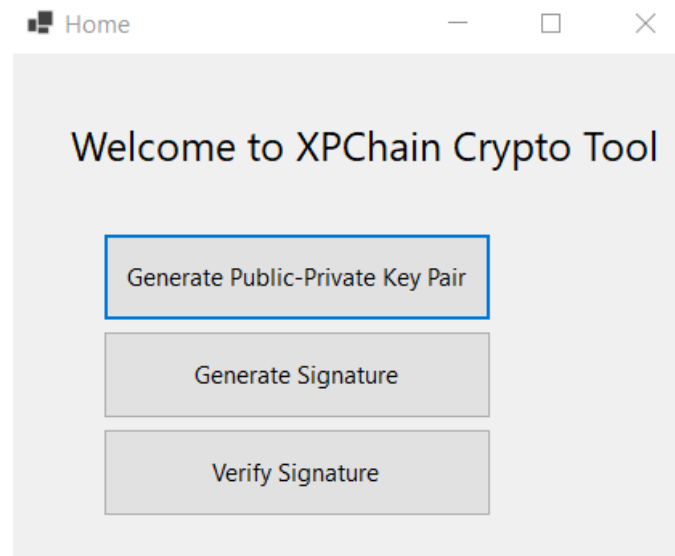 Home
Welcome to XPChain Crypto Tool
Generate Public-Private Key Pair
Generate Signature
Verify Signature